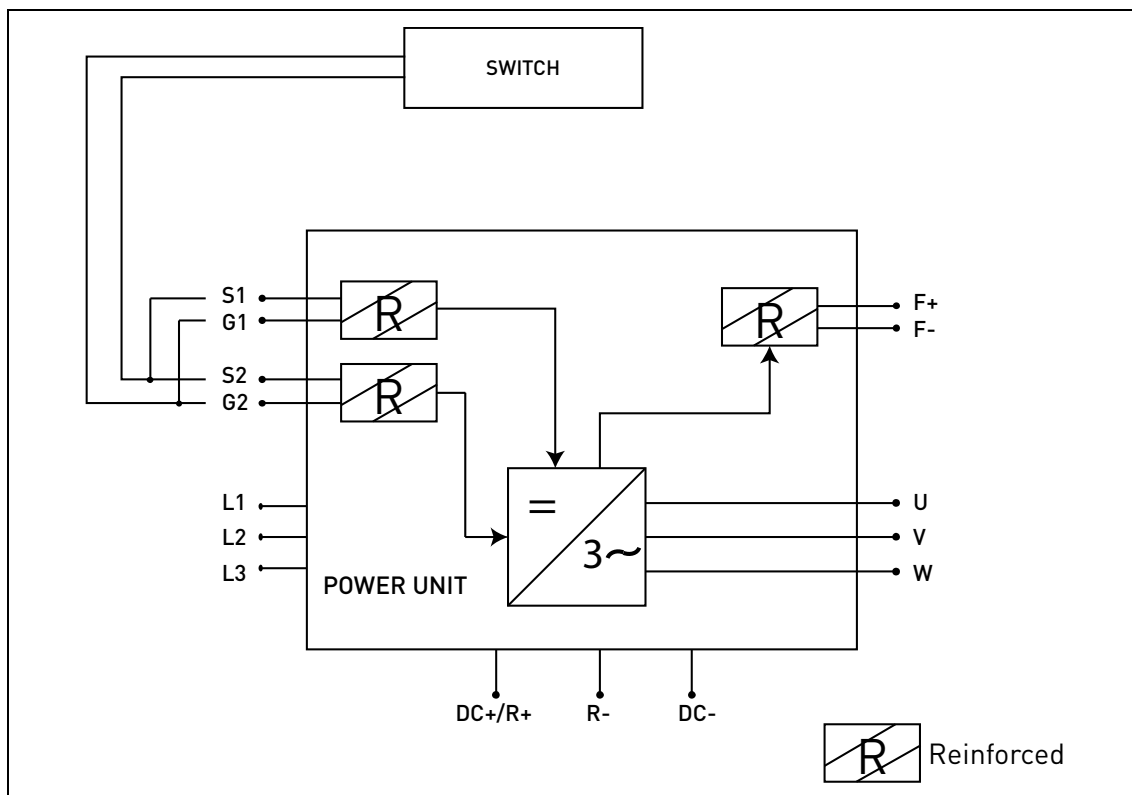 SWITCH
S1
G1
S2
G2
R
R
R
F+
F-
L1
L2
L3
=
3~
U
V
W
POWER UNIT
DC+/R+
R-
DC-
R
Reinforced